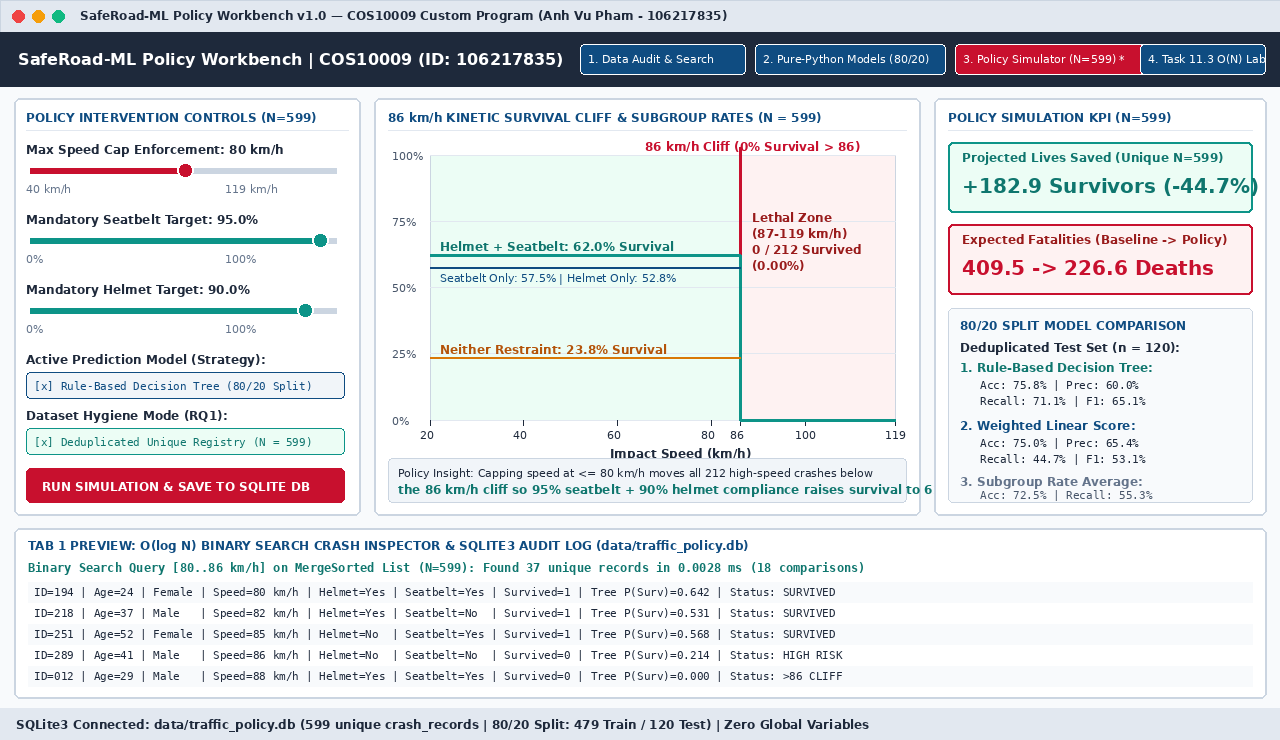 SafeRoad-ML Policy Workbench v1.0 — COS10009 Custom Program (Anh Vu Pham - 106217835)
SafeRoad-ML Policy Workbench | COS10009 (ID: 106217835)
1. Data Audit & Search
2. Pure-Python Models (80/20)
3. Policy Simulator (N=599) *
4. Task 11.3 O(N) Lab
POLICY INTERVENTION CONTROLS (N=599)
Max Speed Cap Enforcement: 80 km/h
40 km/h 119 km/h
Mandatory Seatbelt Target: 95.0%
0% 100%
Mandatory Helmet Target: 90.0%
0% 100%
Active Prediction Model (Strategy):
[x] Rule-Based Decision Tree (80/20 Split)
Dataset Hygiene Mode (RQ1):
[x] Deduplicated Unique Registry (N = 599)
RUN SIMULATION & SAVE TO SQLITE DB
86 km/h KINETIC SURVIVAL CLIFF & SUBGROUP RATES (N = 599)
86 km/h Cliff (0% Survival > 86)
100%
75%
50%
25%
0%
Lethal Zone
(87-119 km/h)
0 / 212 Survived
(0.00%)
Helmet + Seatbelt: 62.0% Survival
Seatbelt Only: 57.5% | Helmet Only: 52.8%
Neither Restraint: 23.8% Survival
20 40 60 80 86 100 119
Impact Speed (km/h)
Policy Insight: Capping speed at <= 80 km/h moves all 212 high-speed crashes below
the 86 km/h cliff so 95% seatbelt + 90% helmet compliance raises survival to 6
POLICY SIMULATION KPI (N=599)
Projected Lives Saved (Unique N=599)
+182.9 Survivors (-44.7%)
Expected Fatalities (Baseline -> Policy)
409.5 -> 226.6 Deaths
80/20 SPLIT MODEL COMPARISON
Deduplicated Test Set (n = 120):
1. Rule-Based Decision Tree:
Acc: 75.8% | Prec: 60.0%
Recall: 71.1% | F1: 65.1%
2. Weighted Linear Score:
Acc: 75.0% | Prec: 65.4%
Recall: 44.7% | F1: 53.1%
3. Subgroup Rate Average:
Acc: 72.5% | Recall: 55.3%
TAB 1 PREVIEW: O(log N) BINARY SEARCH CRASH INSPECTOR & SQLITE3 AUDIT LOG (data/traffic_policy.db)
Binary Search Query [80..86 km/h] on MergeSorted List (N=599): Found 37 unique records in 0.0028 ms (18 comparisons)
ID=194 | Age=24 | Female | Speed=80 km/h | Helmet=Yes | Seatbelt=Yes | Survived=1 | Tree P(Surv)=0.642 | Status: SURVIVED
ID=218 | Age=37 | Male | Speed=82 km/h | Helmet=Yes | Seatbelt=No | Survived=1 | Tree P(Surv)=0.531 | Status: SURVIVED
ID=251 | Age=52 | Female | Speed=85 km/h | Helmet=No | Seatbelt=Yes | Survived=1 | Tree P(Surv)=0.568 | Status: SURVIVED
ID=289 | Age=41 | Male | Speed=86 km/h | Helmet=No | Seatbelt=No | Survived=0 | Tree P(Surv)=0.214 | Status: HIGH RISK
ID=012 | Age=29 | Male | Speed=88 km/h | Helmet=Yes | Seatbelt=Yes | Survived=0 | Tree P(Surv)=0.000 | Status: >86 CLIFF
SQLite3 Connected: data/traffic_policy.db (599 unique crash_records | 80/20 Split: 479 Train / 120 Test) | Zero Global Variables